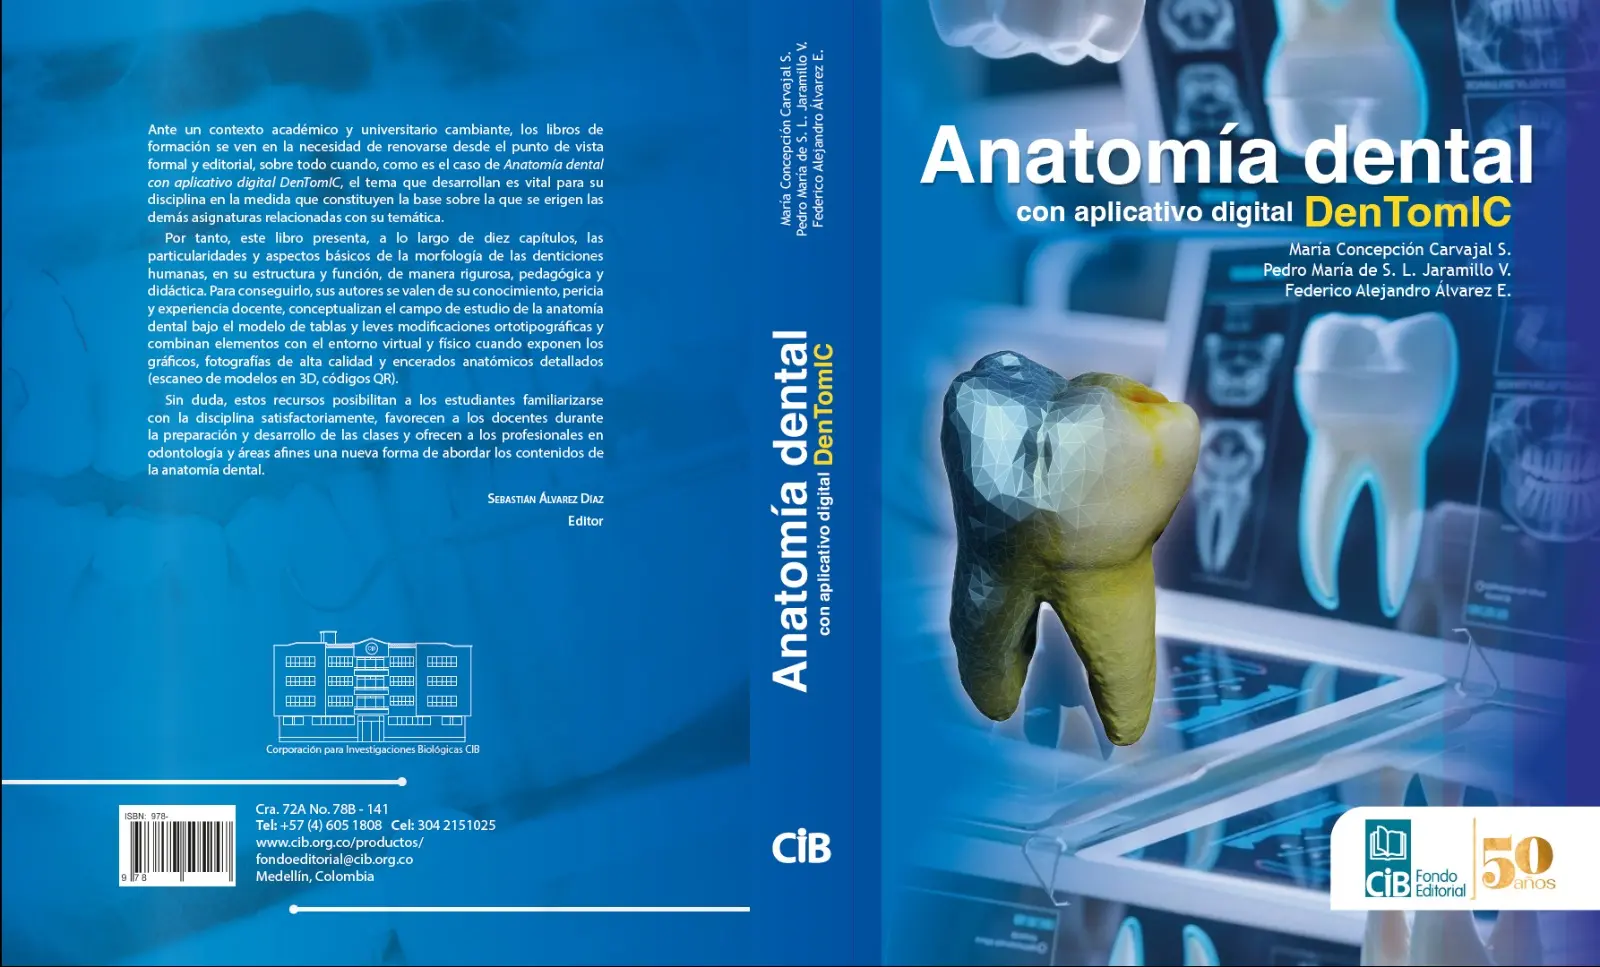 Ante un contexto académico y universitario cambiante, los libros de
formación se ven en la necesidad de renovarse desde el punto de vista
formal y editorial, sobre todo cuando, como es el caso de Anatomía dental
con aplicativo digital DenTomIC, el tema que desarrollan es vital para su
disciplina en la medida que constituyen la base sobre la que se erigen las
demás asignaturas relacionadas con su temática.
Por tanto, este libro presenta, a lo largo de diez capítulos, las
particularidades y aspectos básicos de la morfología de las denticiones
humanas, en su estructura y función, de manera rigurosa, pedagógica y
didáctica. Para conseguirlo, sus autores se valen de su conocimiento, pericia
y experiencia docente, conceptualizan el campo de estudio de la anatomía
dental bajo el modelo de tablas y leves modificaciones ortotipográficas y
combinan elementos con el entorno virtual y físico cuando exponen los
gráficos, fotografías de alta calidad y encerados anatómicos detallados
(escaneo de modelos en 3D, códigos QR).
Sin duda, estos recursos posibilitan a los estudiantes familiarizarse
con la disciplina satisfactoriamente, favorecen a los docentes durante
la preparación y desarrollo de las clases y ofrecen a los profesionales en
odontología y áreas afines una nueva forma de abordar los contenidos de
la anatomía dental.
Sebastián Álvarez Díaz
Editor
CIB
Corporación para Investigaciones Biológicas CIB
ISBN: 978-
9 78
Cra. 72A No. 78B - 141
Tel: +57 (4) 605 1808 Cel: 304 2151025
www.cib.org.co/productos/
fondoeditorial@cib.org.co
Medellín, Colombia
María Concepción Carvajal S.
Pedro María de S. L. Jaramillo V.
Federico Alejandro Álvarez E.
Anatomía dental
con aplicativo digital DenTomIC
CiB
Anatomía dental
con aplicativo digital DenTomIC
María Concepción Carvajal S.
Pedro María de S. L. Jaramillo V.
Federico Alejandro Álvarez E.
CiB Fondo
Editorial
50
años